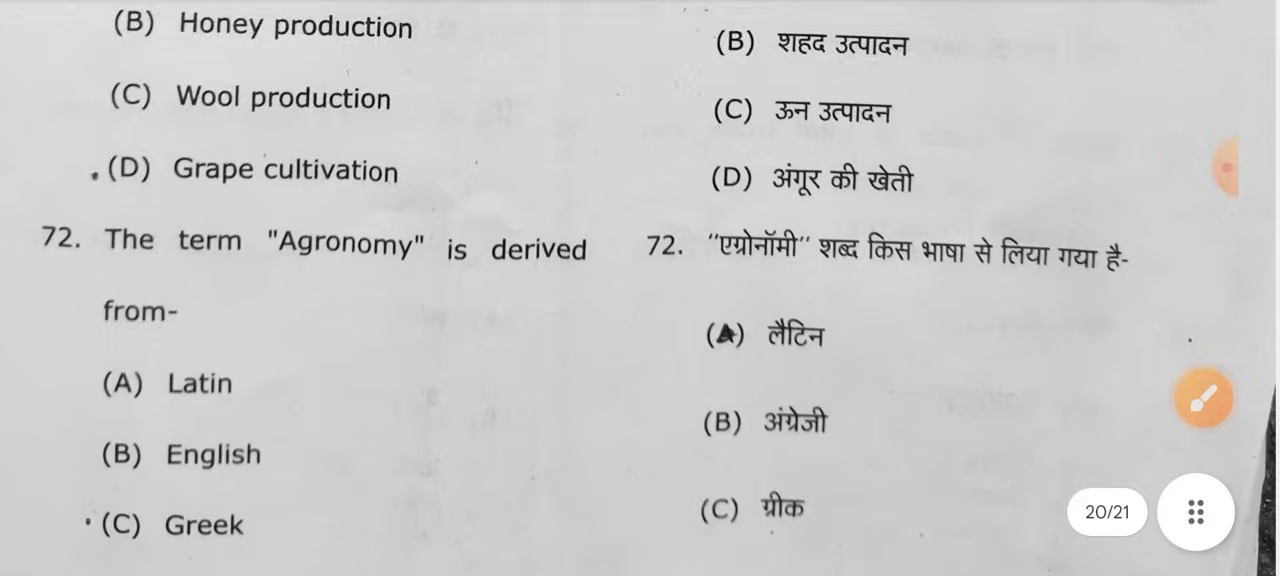 (B) Honey production
(C) Wool production
(D) Grape cultivation
72. The term "Agronomy" is derived
from-
(A) Latin
(B) English
(C) Greek
(B) शहद उत्पादन
(C) ऊन उत्पादन
(D) अंगूर की खेती
72. "एग्रोनॉमी" शब्द किस भाषा से लिया गया है-
(A) लैटिन
(B) अंग्रेजी
(C) ग्रीक
20/21